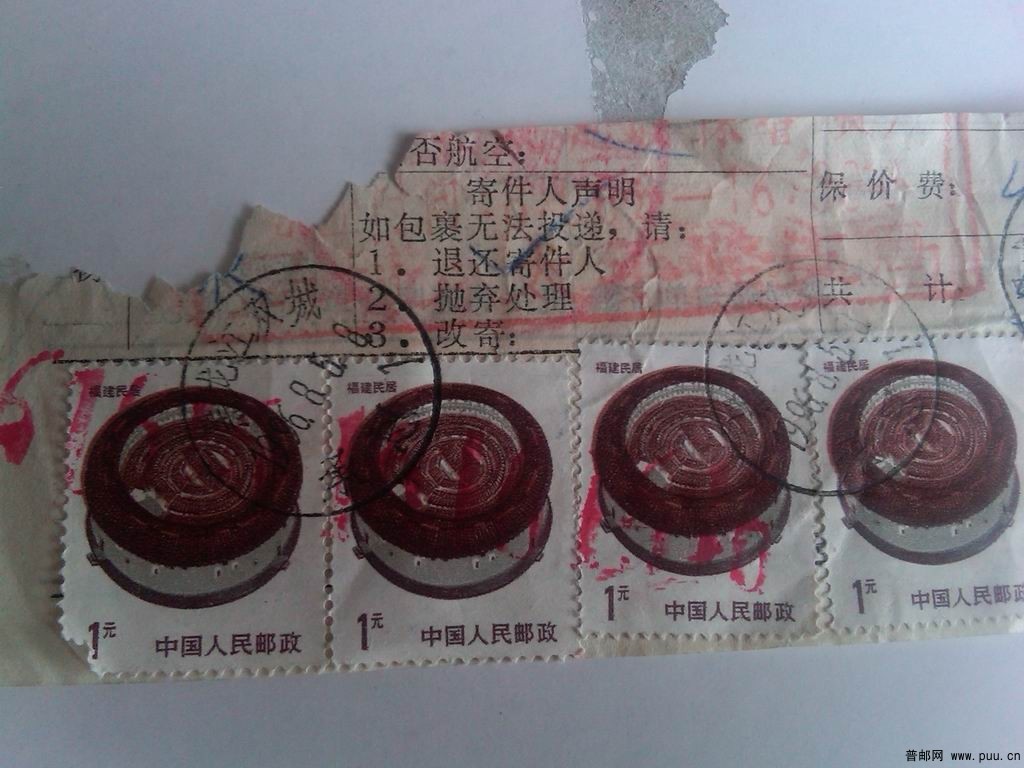 否航空:
寄件人声明
保价费:
如包裹无法投递,请:
1. 退还寄件人
2. 抛弃处理
共计
3. 改寄:
福建民居
福建民居
福建民居
福建民居
1元 中国人民邮政
1元 中国人民邮政
1元 中国人民邮政
1元 中国人民邮政
普邮网 www.puu.cn